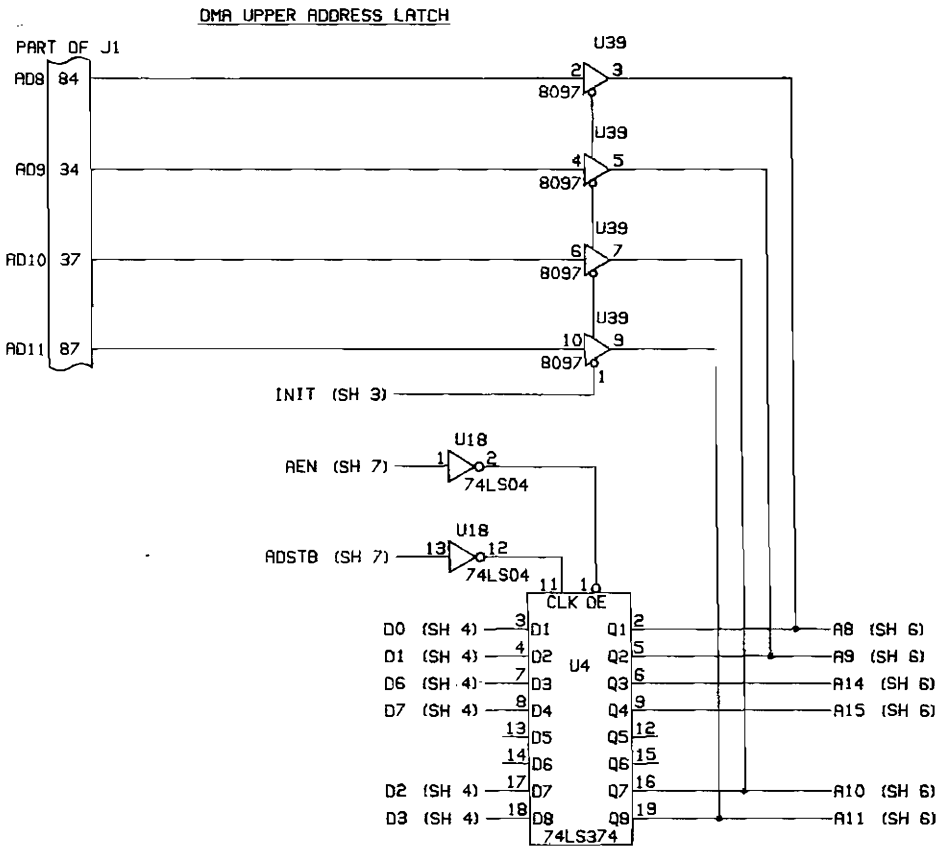 DMA UPPER ADDRESS LATCH
PART OF J1
U39
AD8 84 2 3
8097
U39
AD9 34 4 5
8097
U39
AD10 37 6 7
8097
U39
AD11 87 10 9
8097
1
INIT (SH 3)
U18
AEN (SH 7) 1 2
74LS04
U18
ADSTB (SH 7) 13 12
74LS04
11 1
CLK OE
D0 (SH 4) 3 D1 Q1 2 A8 (SH 6)
D1 (SH 4) 4 D2 Q2 5 A9 (SH 6)
U4
D6 (SH 4) 7 D3 Q3 6 A14 (SH 6)
D7 (SH 4) 8 D4 Q4 9 A15 (SH 6)
13 D5 Q5 12
14 D6 Q6 15
D2 (SH 4) 17 D7 Q7 16 A10 (SH 6)
D3 (SH 4) 18 D8 Q8 19 A11 (SH 6)
74LS374